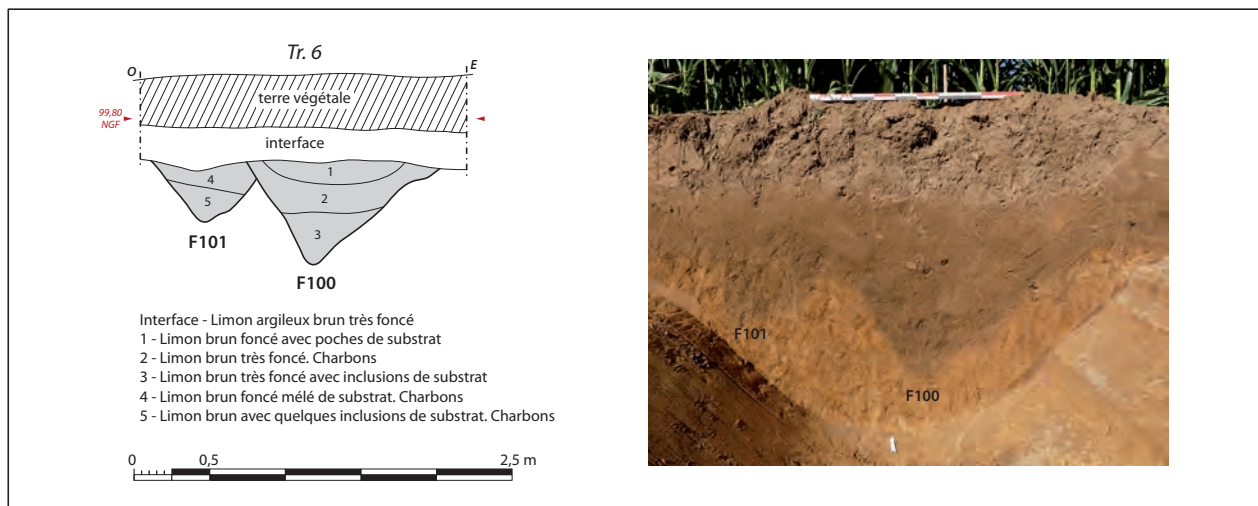 Tr. 6
O
E
terre végétale
99,80
NGF
interface
1
4
2
5
3
F101
F100
Interface - Limon argileux brun très foncé
1 - Limon brun foncé avec poches de substrat
2 - Limon brun très foncé. Charbons
3 - Limon brun très foncé avec inclusions de substrat
4 - Limon brun foncé mélé de substrat. Charbons
5 - Limon brun avec quelques inclusions de substrat. Charbons
0
0,5
2,5 m
F101
F100